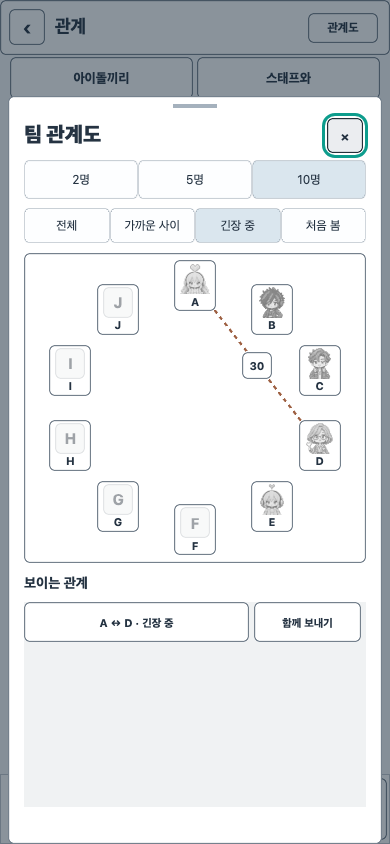 ‹ 관계 관계도
아이돌끼리 스태프와
팀 관계도 ×
2명 5명 10명
전체 가까운 사이 긴장 중 처음 봄
A
J
J
B
30
I
I
C
H
H
D
G
G
E
F
F
보이는 관계
A ↔ D · 긴장 중 함께 보내기